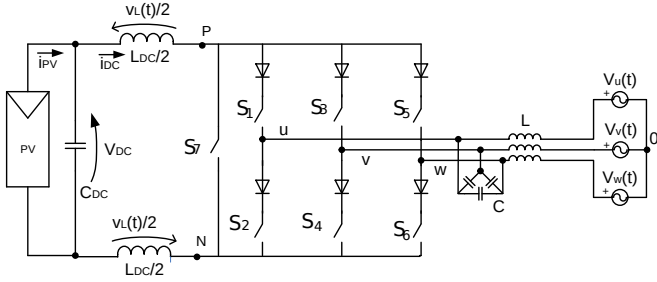 vL(t)/2
P
iPV
iDC
LDC/2
Vu(t)
S1
S3
S5
L
+
u
Vv(t)
0
PV
VDC
S7
v
+
w
Vw(t)
CDC
+
C
vL(t)/2
S2
S4
S6
N
LDC/2